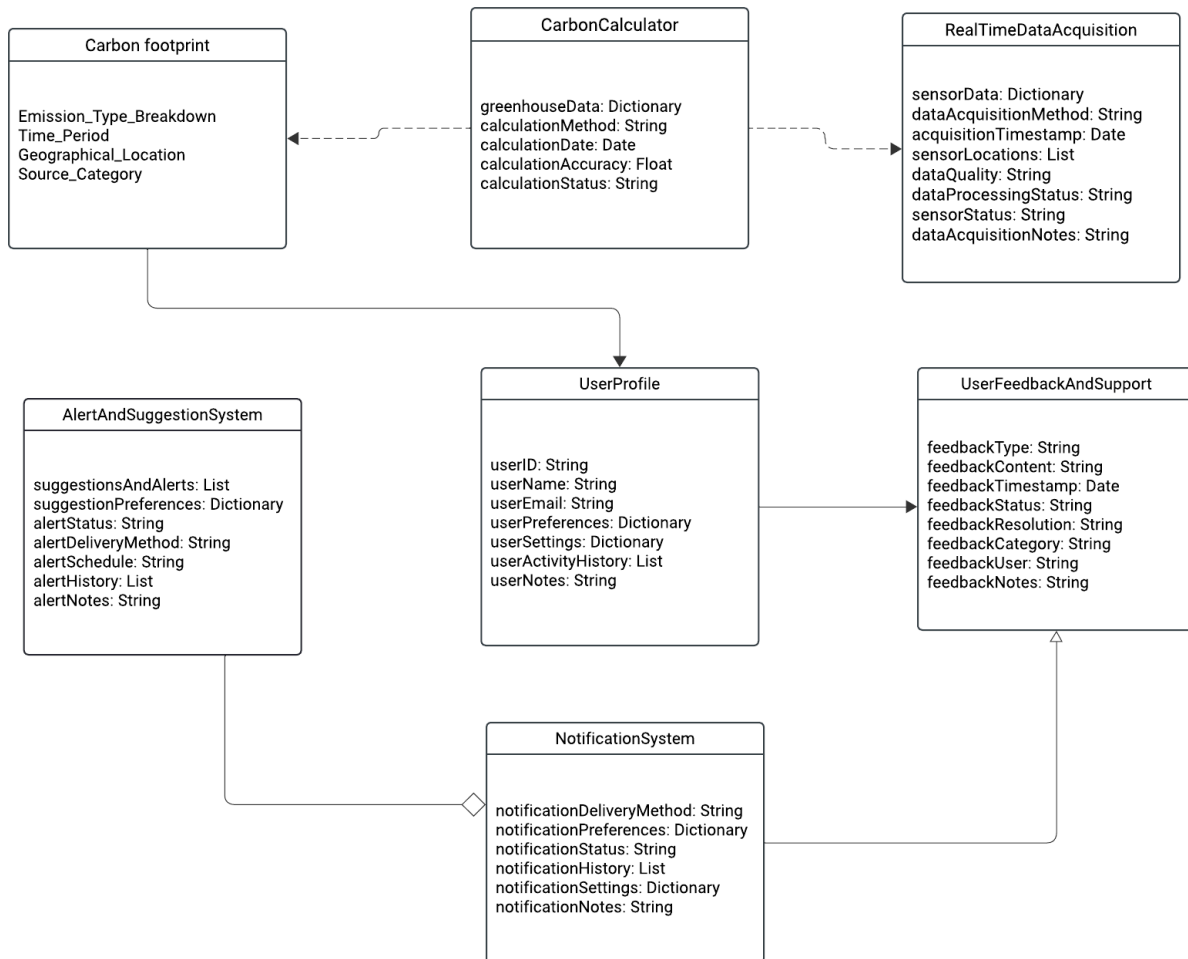 Carbon footprint
Emission_Type_Breakdown
Time_Period
Geographical_Location
Source_Category
CarbonCalculator
greenhouseData: Dictionary
calculationMethod: String
calculationDate: Date
calculationAccuracy: Float
calculationStatus: String
RealTimeDataAcquisition
sensorData: Dictionary
dataAcquisitionMethod: String
acquisitionTimestamp: Date
sensorLocations: List
dataQuality: String
dataProcessingStatus: String
sensorStatus: String
dataAcquisitionNotes: String
AlertAndSuggestionSystem
suggestionsAndAlerts: List
suggestionPreferences: Dictionary
alertStatus: String
alertDeliveryMethod: String
alertSchedule: String
alertHistory: List
alertNotes: String
UserProfile
userID: String
userName: String
userEmail: String
userPreferences: Dictionary
userSettings: Dictionary
userActivityHistory: List
userNotes: String
UserFeedbackAndSupport
feedbackType: String
feedbackContent: String
feedbackTimestamp: Date
feedbackStatus: String
feedbackResolution: String
feedbackCategory: String
feedbackUser: String
feedbackNotes: String
NotificationSystem
notificationDeliveryMethod: String
notificationPreferences: Dictionary
notificationStatus: String
notificationHistory: List
notificationSettings: Dictionary
notificationNotes: String